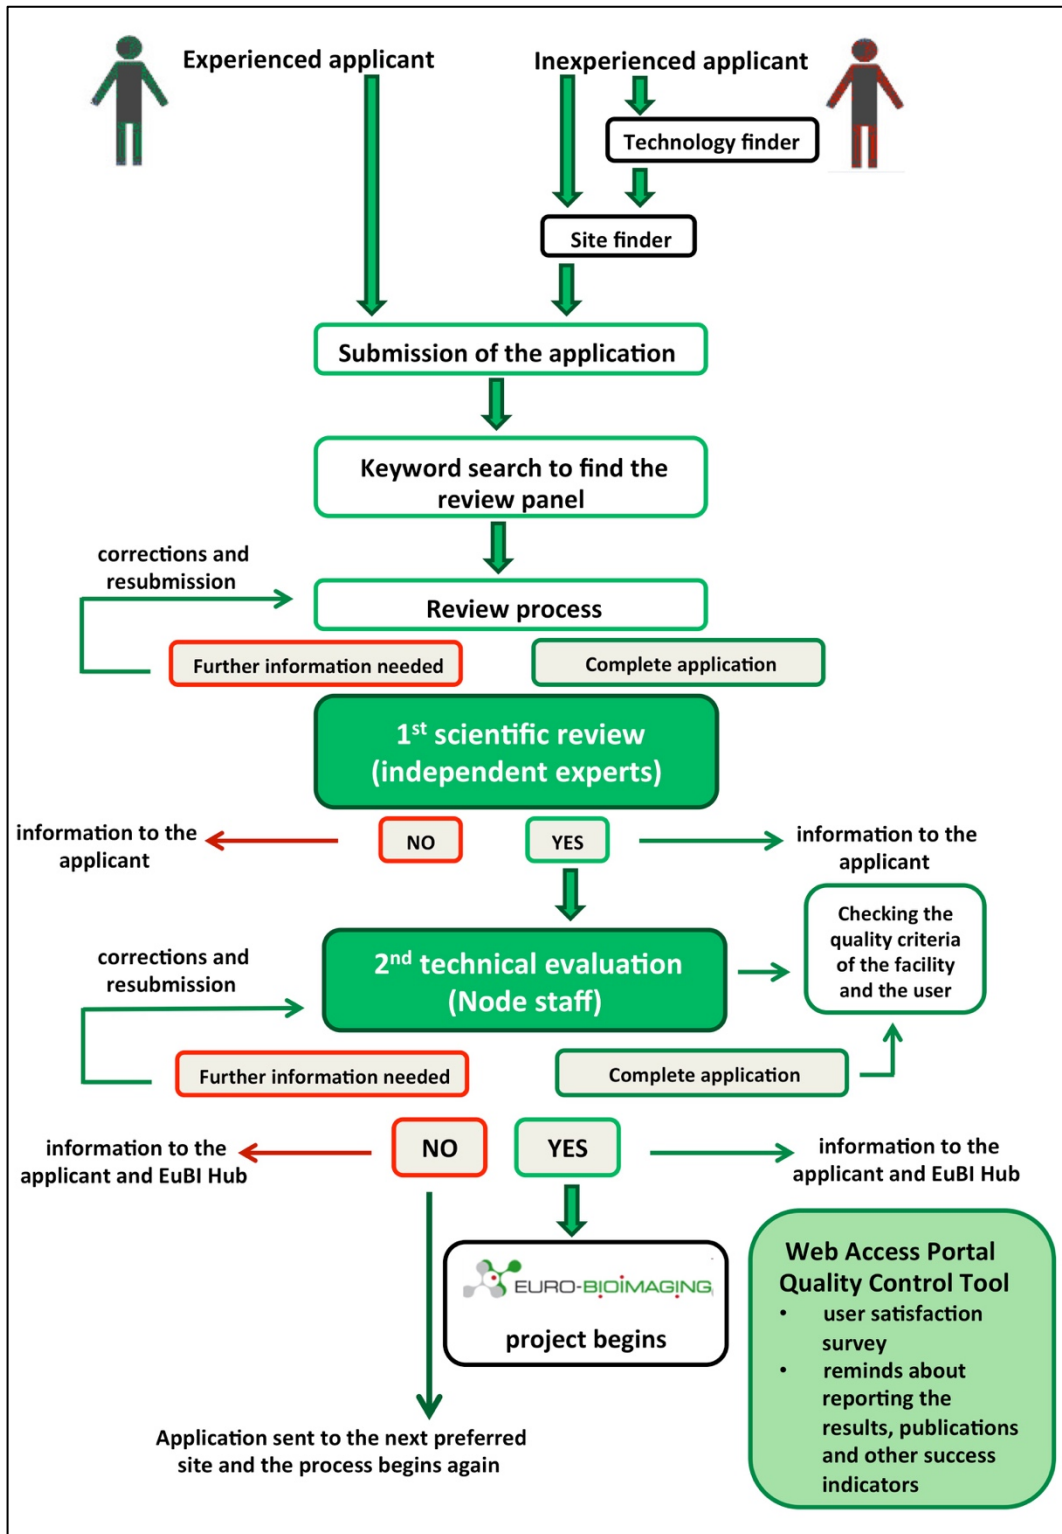 Experienced applicant
Inexperienced applicant
Technology finder
Site finder
Submission of the application
Keyword search to find the
review panel
corrections and
resubmission
Review process
Further information needed
Complete application
1st scientific review
(independent experts)
information to the
applicant
NO
YES
information to the
applicant
Checking the
quality criteria
of the facility
and the user
corrections and
resubmission
2nd technical evaluation
(Node staff)
Further information needed
Complete application
information to the
applicant and EuBI Hub
NO
YES
information to the
applicant and EuBI Hub
EURO-BIOIMAGING
project begins
Web Access Portal
Quality Control Tool
• user satisfaction
survey
• reminds about
reporting the
results, publications
and other success
indicators
Application sent to the next preferred
site and the process begins again